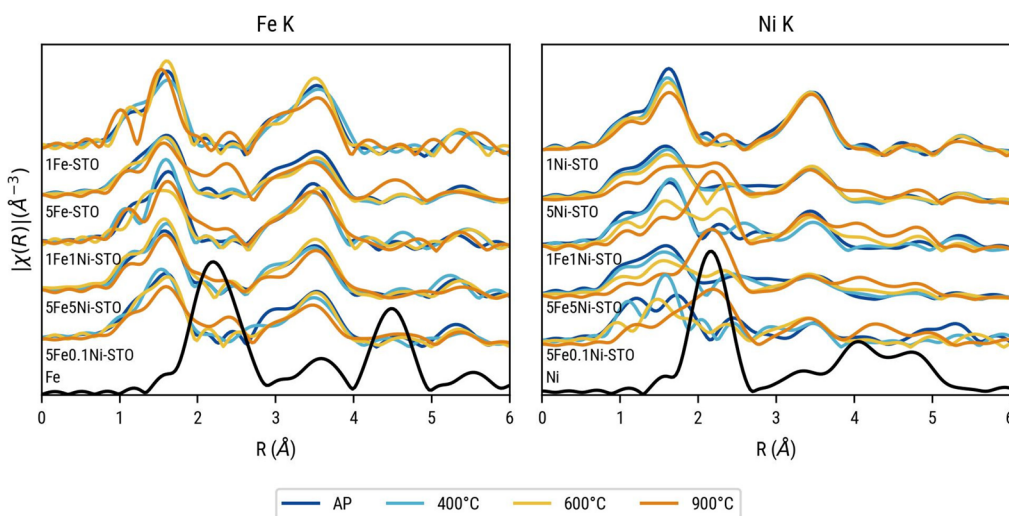 Fe K
Ni K
|χ(R)|(Å⁻³)
1Fe-STO
5Fe-STO
1Fe1Ni-STO
5Fe5Ni-STO
5Fe0.1Ni-STO
Fe
0 1 2 3 4 5 6
R (Å)
1Ni-STO
5Ni-STO
1Fe1Ni-STO
5Fe5Ni-STO
5Fe0.1Ni-STO
Ni
0 1 2 3 4 5 6
R (Å)
AP 400°C 600°C 900°C